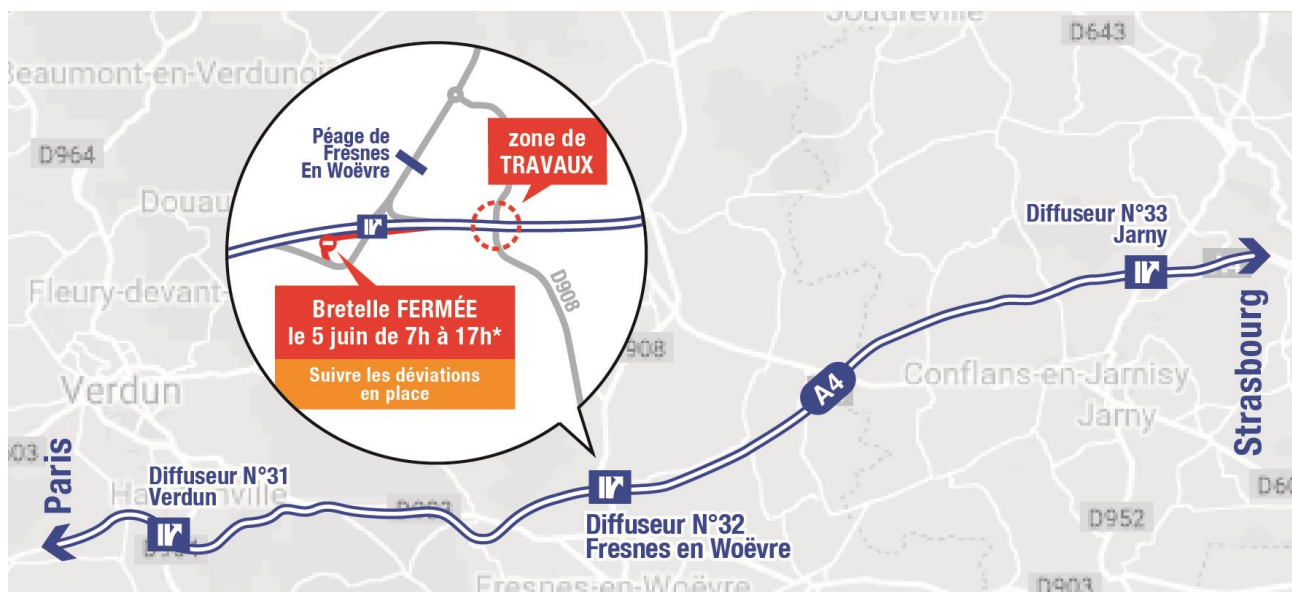 Joudreville
D643
Beaumont-en-Verdunois
D964
Péage de
Fresnes
En Woëvre
zone de
TRAVAUX
Douau
Diffuseur N°33
Jarny
D908
Fleury-devant-
Bretelle FERMÉE
le 5 juin de 7h à 17h*
Suivre les déviations
en place
908
Verdun
A4
Conflans-en-Jarnisy
Jarny
Strasbourg
Paris
Diffuseur N°31
Verdun
Diffuseur N°32
Fresnes en Woëvre
D952
Fresnes-en-Woëvre
D903